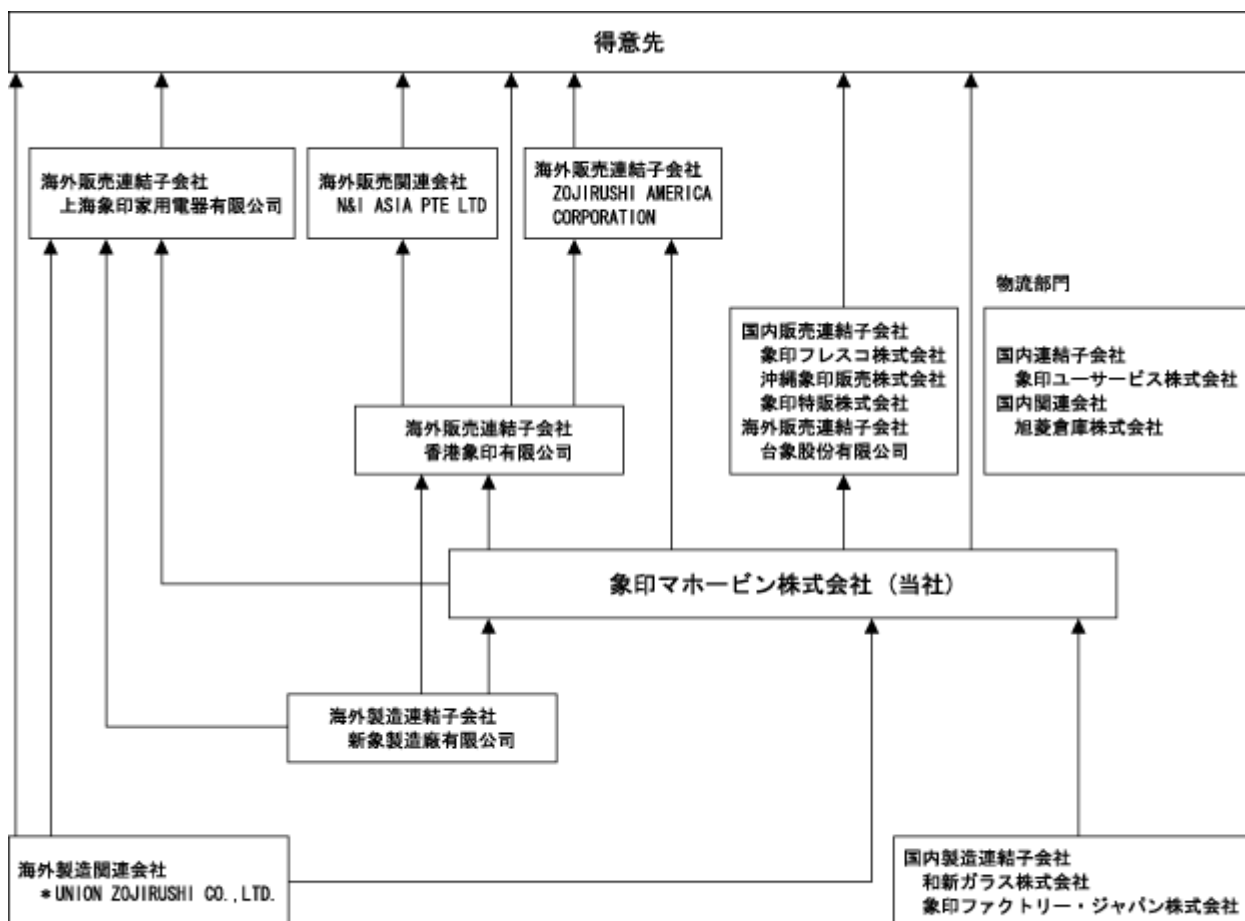 得意先
海外販売連結子会社
上海象印家用電器有限公司
海外販売関連会社
N&I ASIA PTE LTD
海外販売連結子会社
ZOJIRUSHI AMERICA
CORPORATION
物流部門
国内販売連結子会社
象印フレスコ株式会社
沖縄象印販売株式会社
象印特販株式会社
海外販売連結子会社
台象股份有限公司
国内連結子会社
象印ユーサービス株式会社
国内関連会社
旭菱倉庫株式会社
海外販売連結子会社
香港象印有限公司
象印マホービン株式会社（当社）
海外製造連結子会社
新象製造廠有限公司
海外製造関連会社
*UNION ZOJIRUSHI CO.,LTD.
国内製造連結子会社
和新ガラス株式会社
象印ファクトリー・ジャパン株式会社